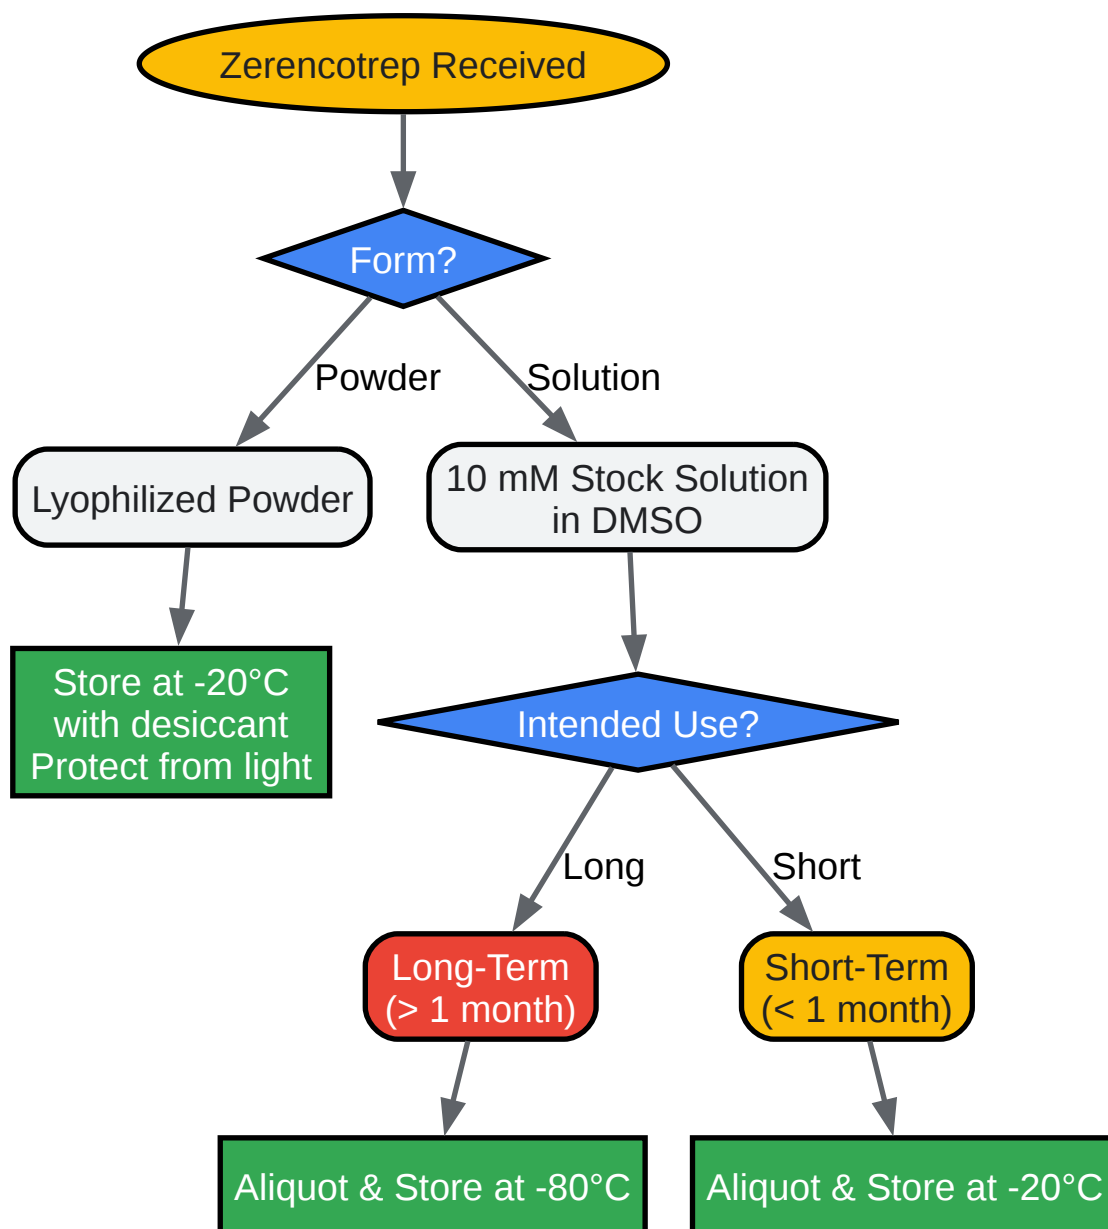 Zerencotrep Received
Form?
Powder
Solution
Lyophilized Powder
10 mM Stock Solution
in DMSO
Store at -20°C
with desiccant
Protect from light
Intended Use?
Long
Short
Long-Term
(> 1 month)
Short-Term
(< 1 month)
Aliquot & Store at -80°C
Aliquot & Store at -20°C